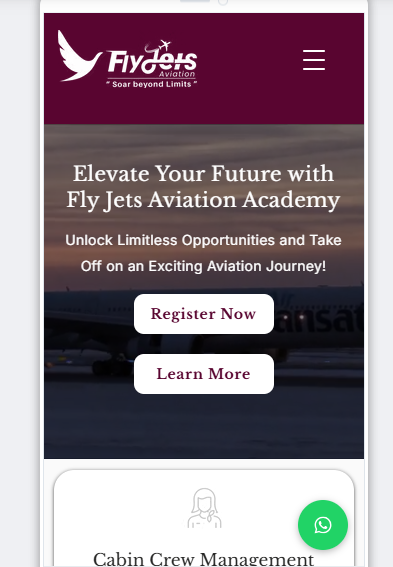 FlyJets
Aviation
" Soar beyond Limits "
Elevate Your Future with
Fly Jets Aviation Academy
Unlock Limitless Opportunities and Take
Off on an Exciting Aviation Journey!
Register Now
ansat
Learn More
Cabin Crew Management